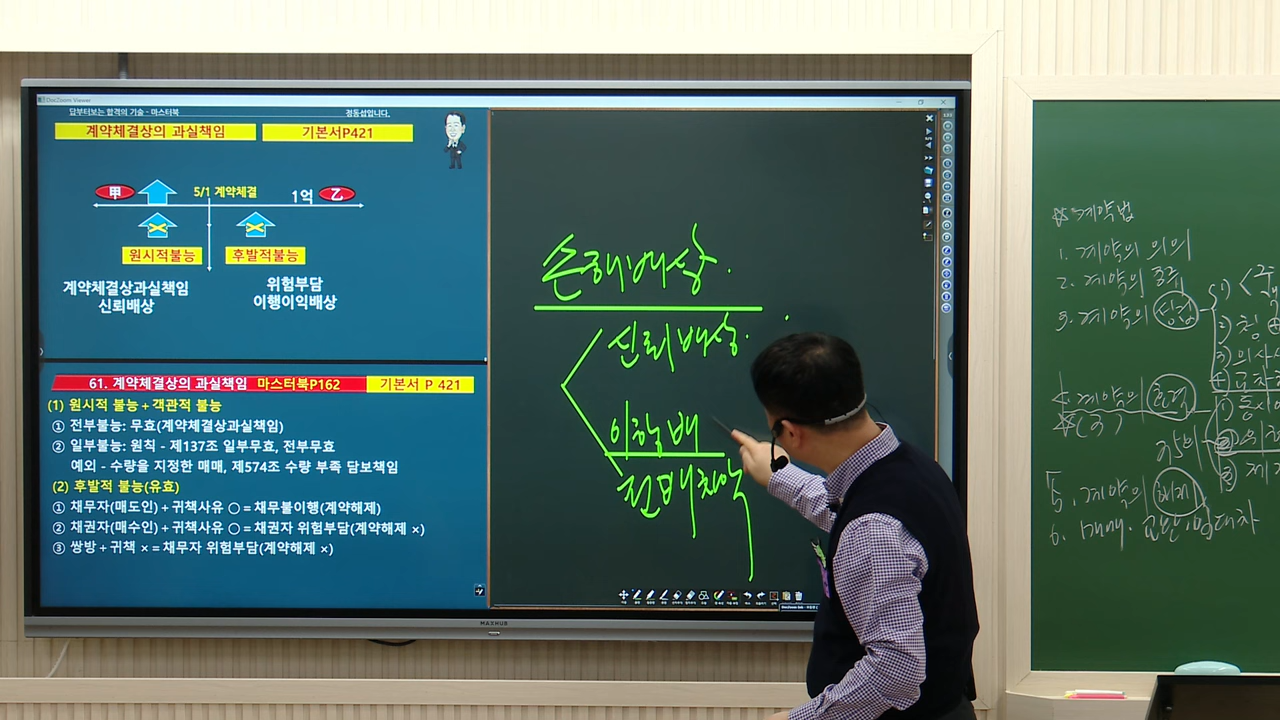 DocZoom Viewer
답부터보는 합격의 기술 - 마스터북
정동섭입니다.
계약체결상의 과실책임
기본서P421
甲
5/1 계약체결
1억
乙
원시적불능
후발적불능
계약체결상과실책임
신뢰배상
위험부담
이행이익배상
61. 계약체결상의 과실책임 마스터북P162
기본서 P 421
(1) 원시적 불능 + 객관적 불능
① 전부불능: 무효(계약체결상과실책임)
② 일부불능: 원칙 - 제137조 일부무효, 전부무효
예외 - 수량을 지정한 매매, 제574조 수량 부족 담보책임
(2) 후발적 불능(유효)
① 채무자(매도인) + 귀책사유 ○ = 채무불이행(계약해제)
② 채권자(매수인) + 귀책사유 ○ = 채권자 위험부담(계약해제 ×)
③ 쌍방 + 귀책 × = 채무자 위험부담(계약해제 ×)
손해배상.
신뢰배상.
이행배
전매차익
MAXHUB
계약법
1. 계약의 의의
2. 계약의 종류
3. 계약의 성립
1) <
2) 청
3) 의사
4. 계약의 효력
① 동시
②
③ 제
5. 계약의 해제
6. 매매. 교환. 임대차